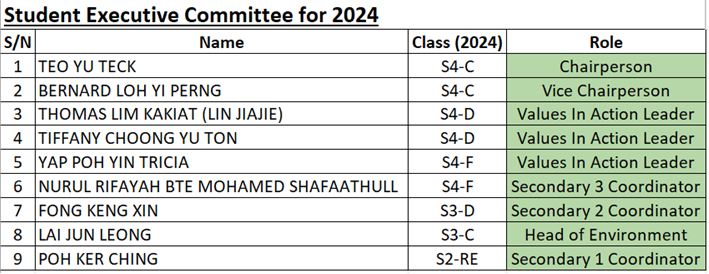 Student Executive Committee for 2024
S/N Name Class (2024) Role
1 TEO YU TECK S4-C Chairperson
2 BERNARD LOH YI PERNG S4-C Vice Chairperson
3 THOMAS LIM KAKIAT (LIN JIAJIE) S4-D Values In Action Leader
4 TIFFANY CHOONG YU TON S4-D Values In Action Leader
5 YAP POH YIN TRICIA S4-F Values In Action Leader
6 NURUL RIFAYAH BTE MOHAMED SHAFAATHULL S4-F Secondary 3 Coordinator
7 FONG KENG XIN S3-D Secondary 2 Coordinator
8 LAI JUN LEONG S3-C Head of Environment
9 POH KER CHING S2-RE Secondary 1 Coordinator